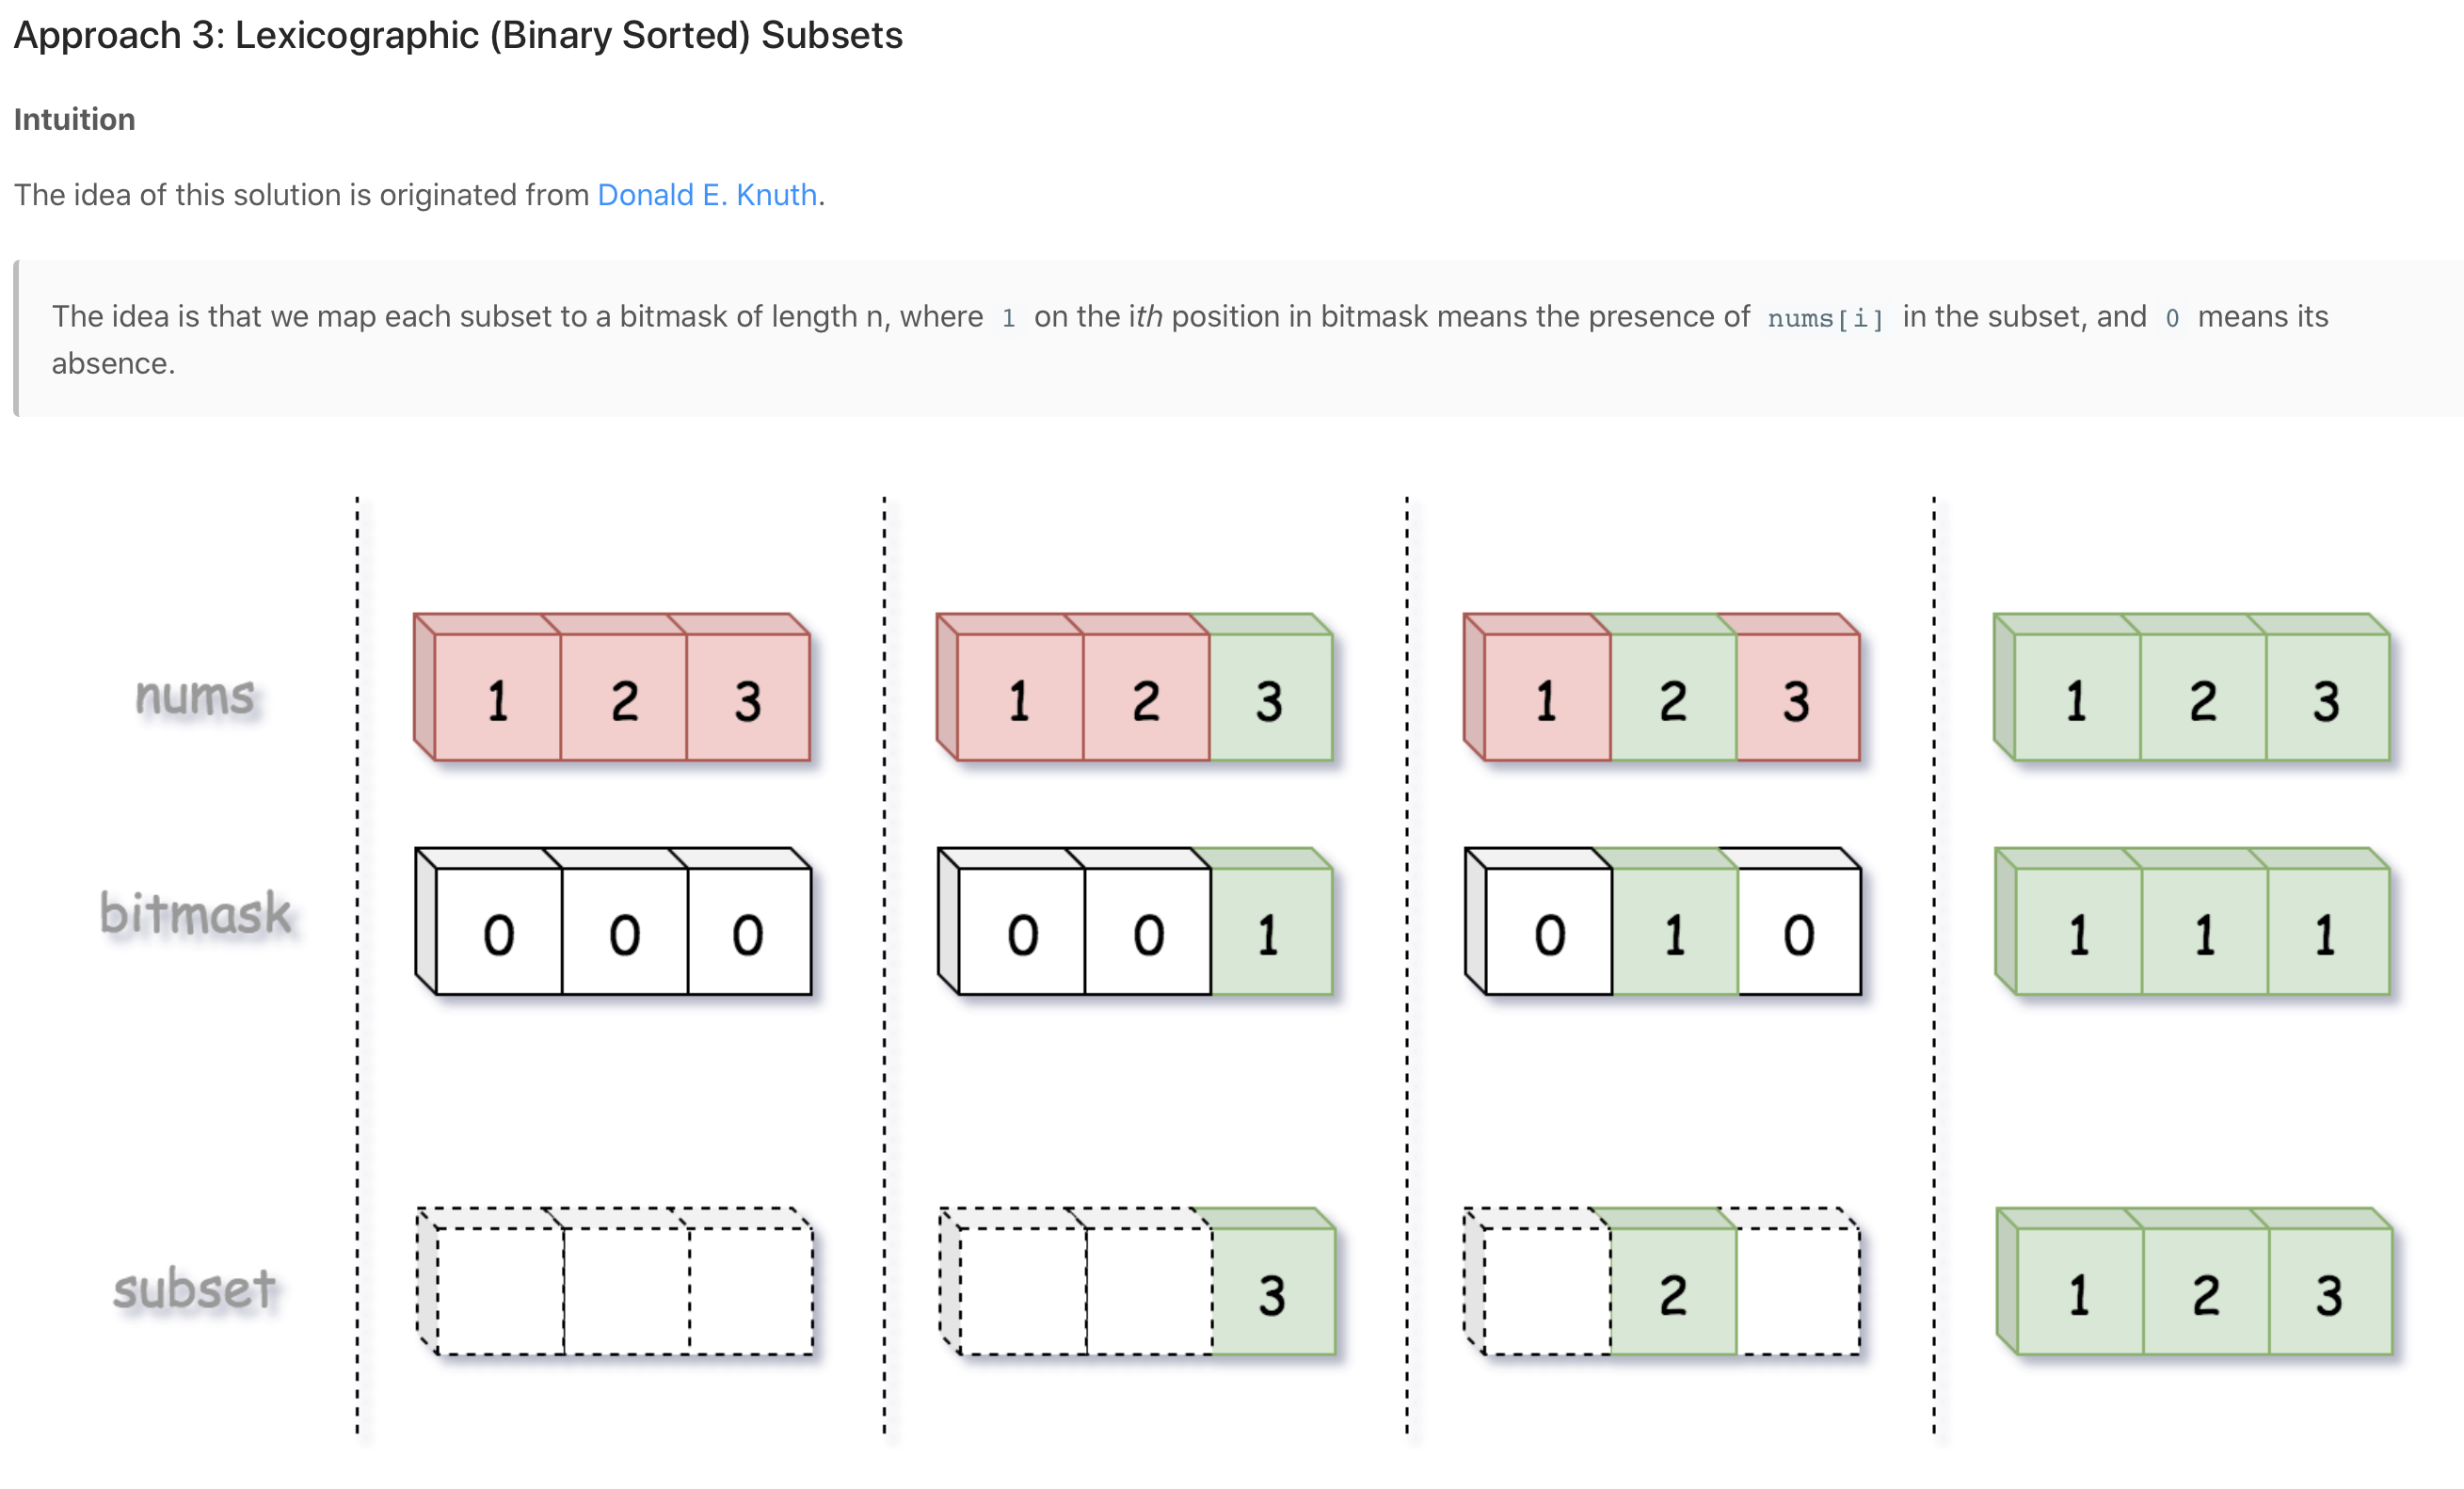 Approach 3: Lexicographic (Binary Sorted) Subsets
Intuition
The idea of this solution is originated from Donald E. Knuth.
The idea is that we map each subset to a bitmask of length n, where 1 on the ith position in bitmask means the presence of nums[i] in the subset, and 0 means its
absence.
nums 1 2 3 1 2 3 1 2 3 1 2 3
bitmask 0 0 0 0 0 1 0 1 0 1 1 1
subset 3 2 1 2 3